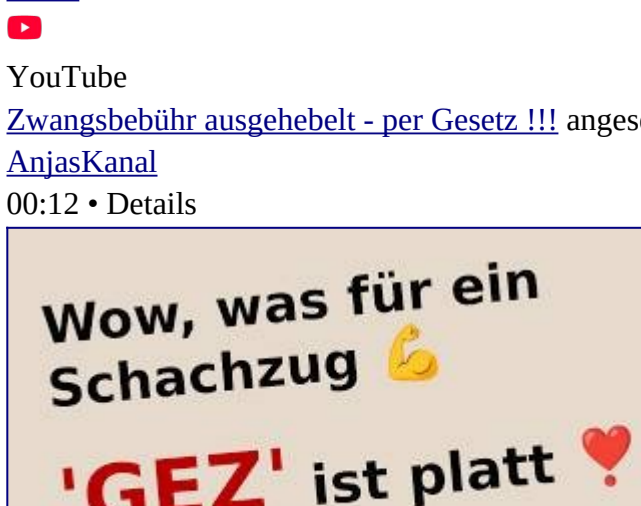 YouTube
Zwangsbebühr ausgehebelt - per Gesetz !!!
AnjasKanal
00:12 • Details
Wow, was für ein
Schachzug 💪
'GEZ' ist platt ❣️